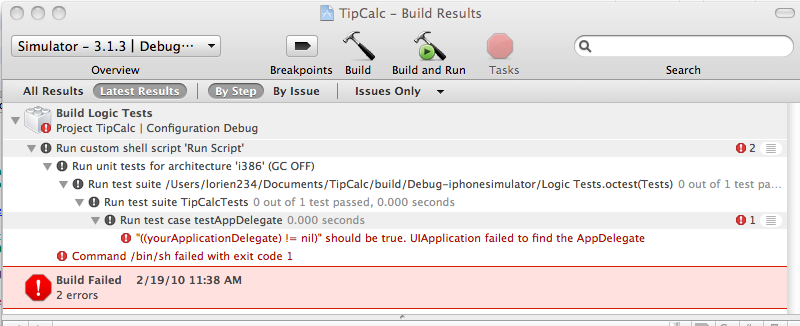 TipCalc – Build Results
Simulator - 3.1.3 | Debug···
Overview
Breakpoints
Build
Build and Run
Tasks
Search
All Results Latest Results By Step By Issue Issues Only
Build Logic Tests
Project TipCalc | Configuration Debug
Run custom shell script 'Run Script' 2
Run unit tests for architecture 'i386' (GC OFF)
Run test suite /Users/lorien234/Documents/TipCalc/build/Debug-iphonesimulator/Logic Tests.octest(Tests) 0 out of 1 test pa...
Run test suite TipCalcTests 0 out of 1 test passed, 0.000 seconds
Run test case testAppDelegate 0.000 seconds 1
"((yourApplicationDelegate) != nil)" should be true. UIApplication failed to find the AppDelegate
Command /bin/sh failed with exit code 1
Build Failed 2/19/10 11:38 AM
2 errors